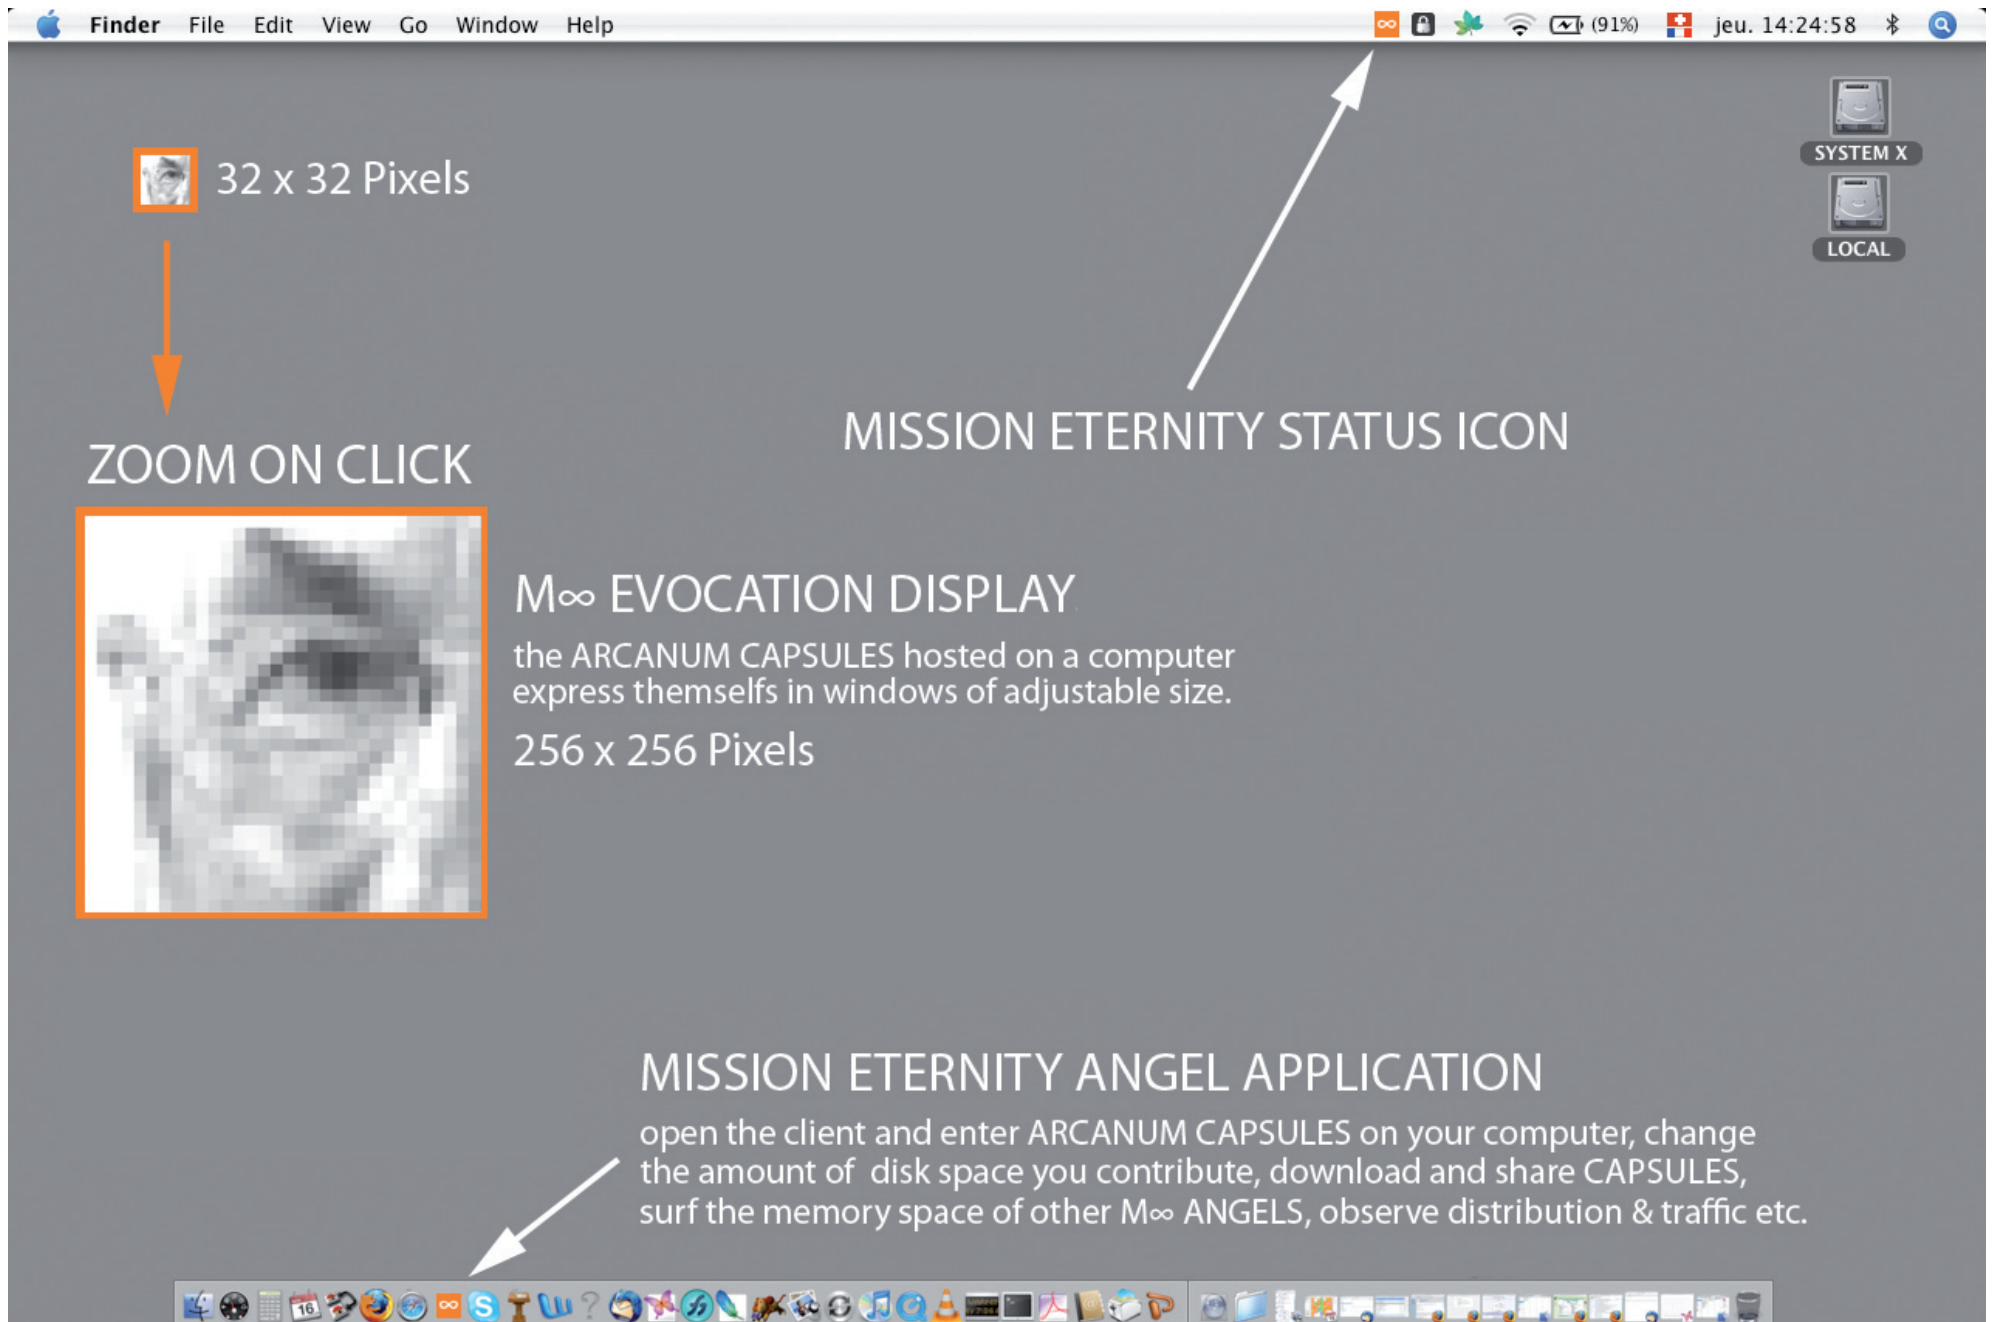 Finder File Edit View Go Window Help ∞ (91%) jeu. 14:24:58
SYSTEM X
32 x 32 Pixels
LOCAL
MISSION ETERNITY STATUS ICON
ZOOM ON CLICK
M∞ EVOCATION DISPLAY
the ARCANUM CAPSULES hosted on a computer
express themselfs in windows of adjustable size.
256 x 256 Pixels
MISSION ETERNITY ANGEL APPLICATION
open the client and enter ARCANUM CAPSULES on your computer, change
the amount of disk space you contribute, download and share CAPSULES,
surf the memory space of other M∞ ANGELS, observe distribution & traffic etc.
16 ∞